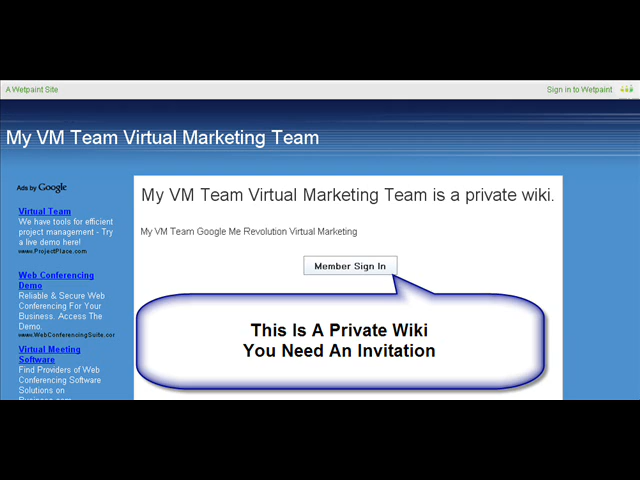 A Wetpaint Site
Sign in to Wetpaint
My VM Team Virtual Marketing Team
Ads by Google
Virtual Team
We have tools for efficient
project management - Try
a live demo here!
www.ProjectPlace.com
Web Conferencing
Demo
Reliable & Secure Web
Conferencing For Your
Business. Access The
Demo.
www.WebConferencingSuite.com
Virtual Meeting
Software
Find Providers of Web
Conferencing Software
Solutions on
Business.com
My VM Team Virtual Marketing Team is a private wiki.
My VM Team Google Me Revolution Virtual Marketing
Member Sign In
This Is A Private Wiki
You Need An Invitation